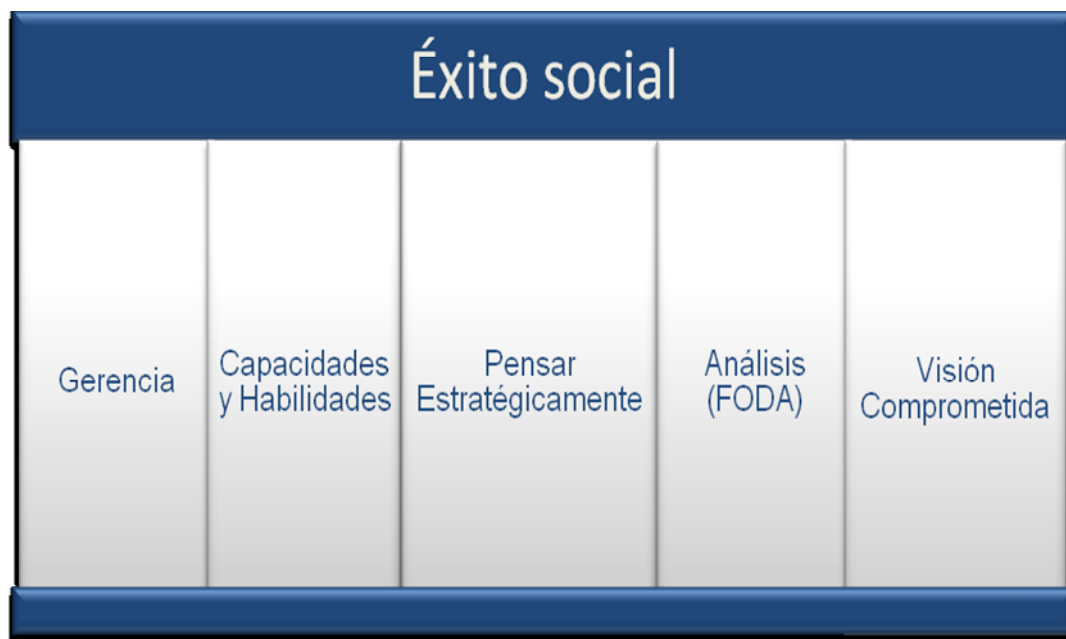 Éxito social
Gerencia
Capacidades
y Habilidades
Pensar
Estratégicamente
Análisis
(FODA)
Visión
Comprometida